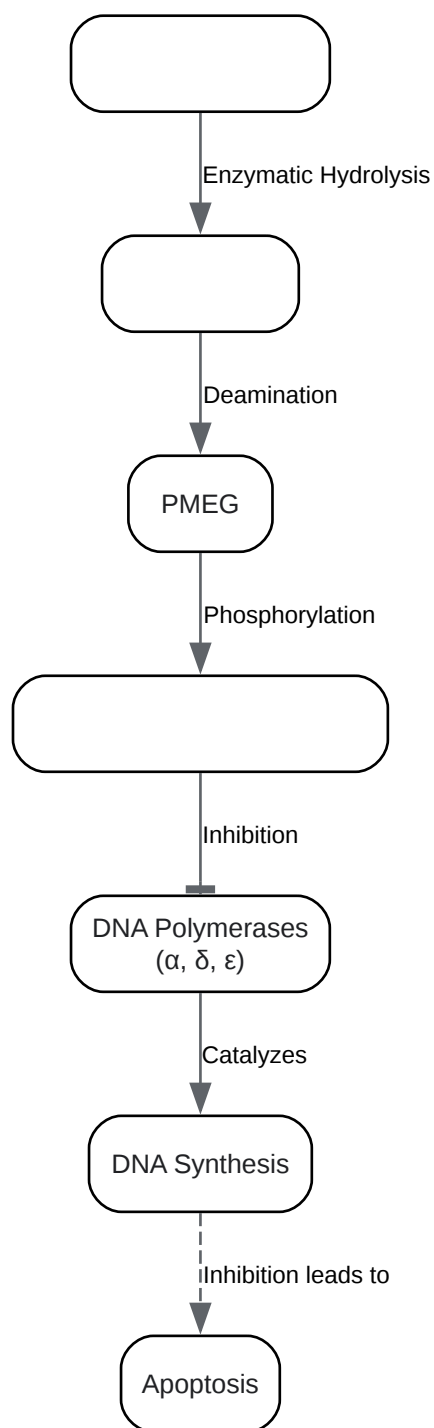 Enzymatic Hydrolysis
Deamination
PMEG
Phosphorylation
Inhibition
DNA Polymerases
(α, δ, ε)
Catalyzes
DNA Synthesis
Inhibition leads to
Apoptosis